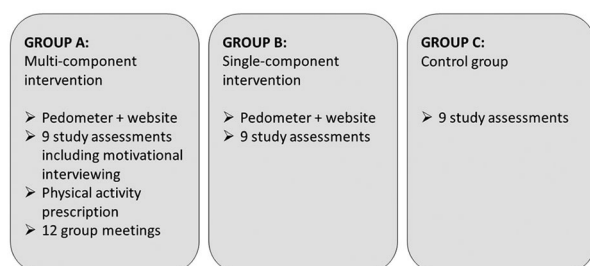 GROUP A:
Multi-component
intervention
➢ Pedometer + website
➢ 9 study assessments
including motivational
interviewing
➢ Physical activity
prescription
➢ 12 group meetings
GROUP B:
Single-component
intervention
➢ Pedometer + website
➢ 9 study assessments
GROUP C:
Control group
➢ 9 study assessments